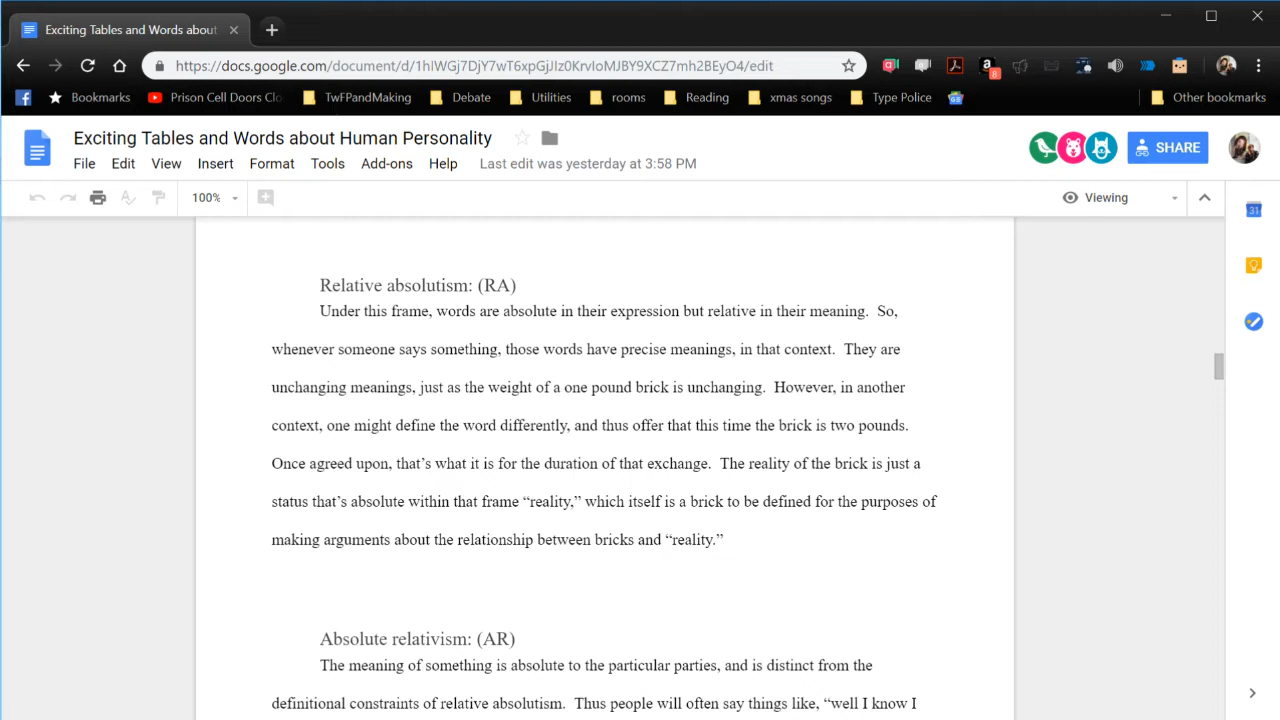 Exciting Tables and Words about
https://docs.google.com/document/d/1hIWGj7DjY7wT6xpGjJIz0KrvIoMJBY9XCZ7mh2BEyO4/edit
8
Bookmarks
Prison Cell Doors Clo
TwFPandMaking
Debate
Utilities
rooms
Reading
xmas songs
Type Police
Other bookmarks
Exciting Tables and Words about Human Personality
SHARE
File Edit View Insert Format Tools Add-ons Help Last edit was yesterday at 3:58 PM
100%
Viewing
31
Relative absolutism: (RA)
Under this frame, words are absolute in their expression but relative in their meaning.  So,
whenever someone says something, those words have precise meanings, in that context.  They are
unchanging meanings, just as the weight of a one pound brick is unchanging.  However, in another
context, one might define the word differently, and thus offer that this time the brick is two pounds.
Once agreed upon, that’s what it is for the duration of that exchange.  The reality of the brick is just a
status that’s absolute within that frame “reality,” which itself is a brick to be defined for the purposes of
making arguments about the relationship between bricks and “reality.”
Absolute relativism: (AR)
The meaning of something is absolute to the particular parties, and is distinct from the
definitional constraints of relative absolutism.  Thus people will often say things like, “well I know I